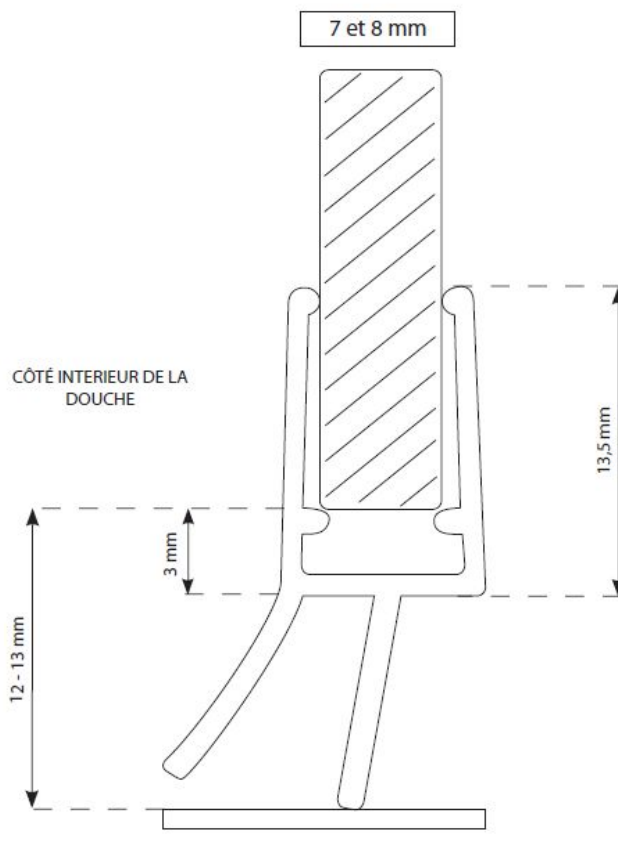 7 et 8 mm
CÔTÉ INTERIEUR DE LA
DOUCHE
13,5 mm
3 mm
12 - 13 mm